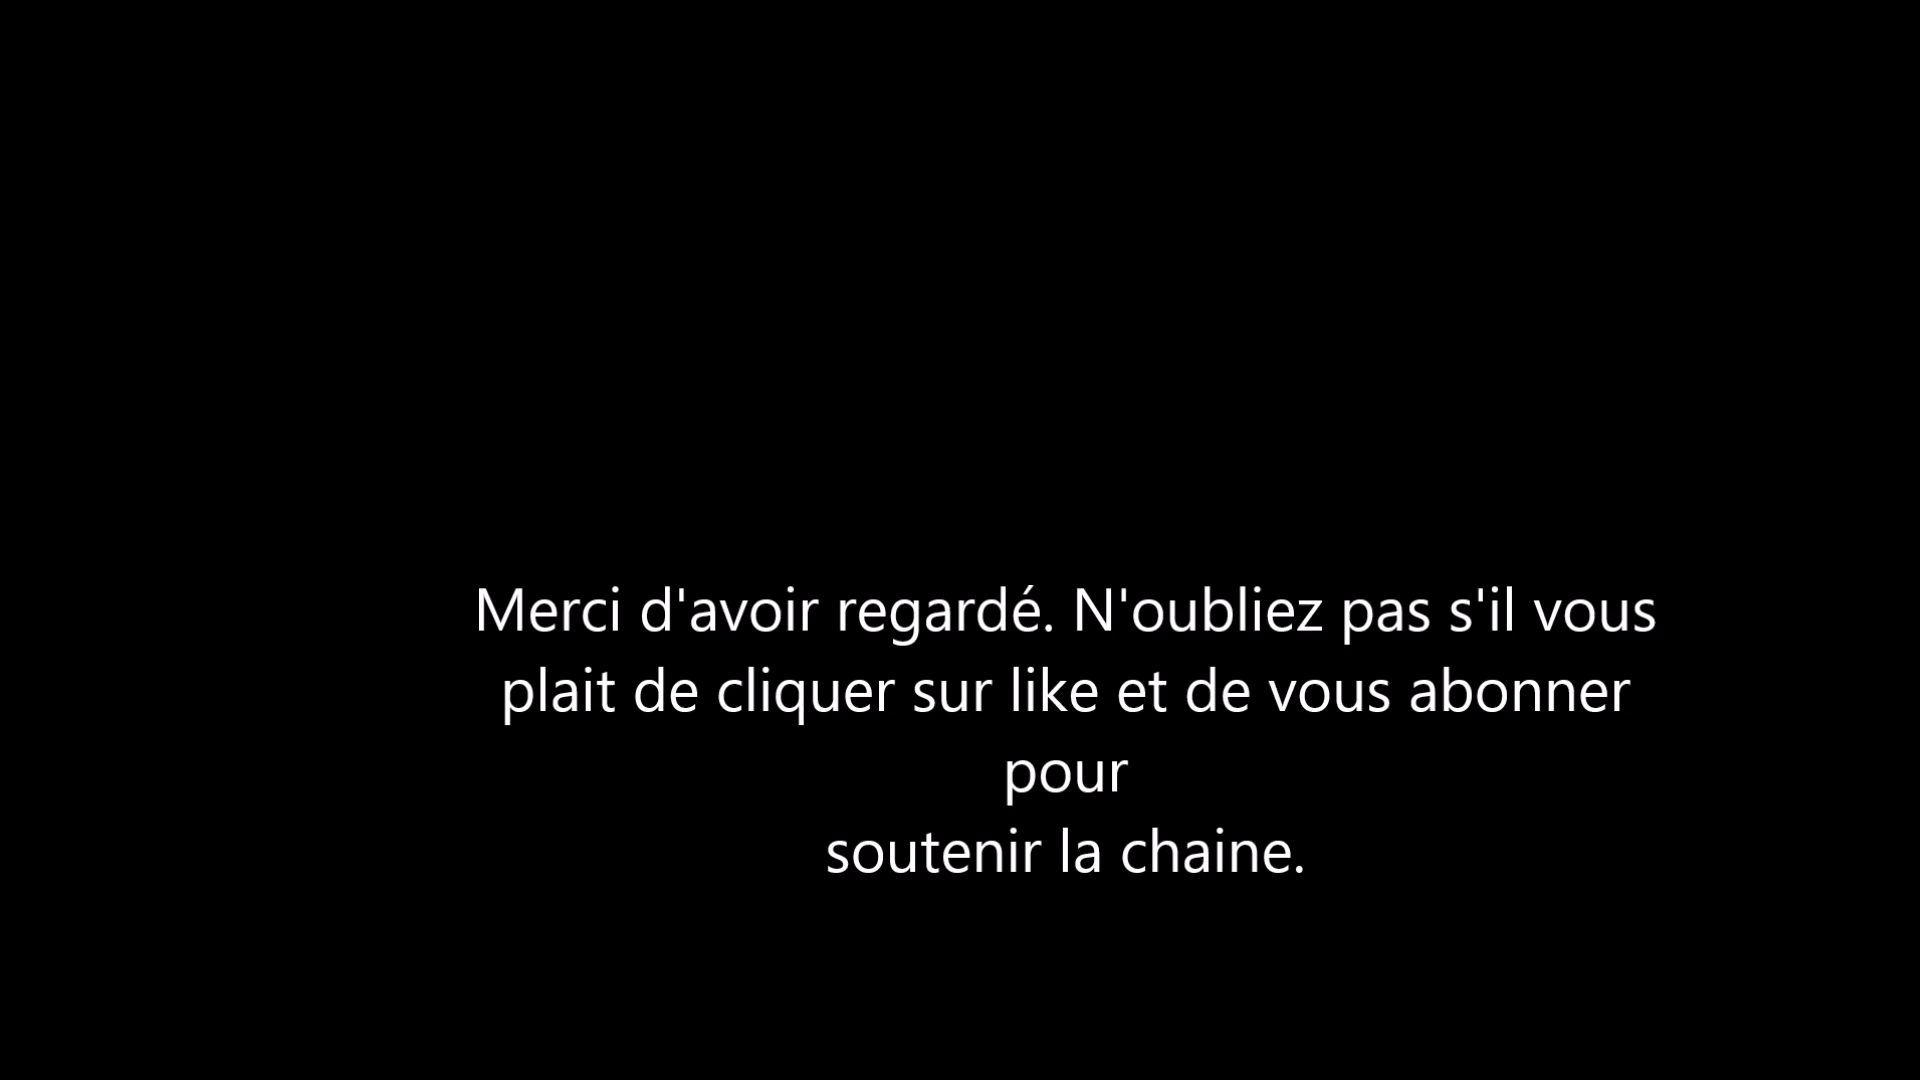 Merci d'avoir regardé. N'oubliez pas s'il vous
plait de cliquer sur like et de vous abonner
pour
soutenir la chaine.